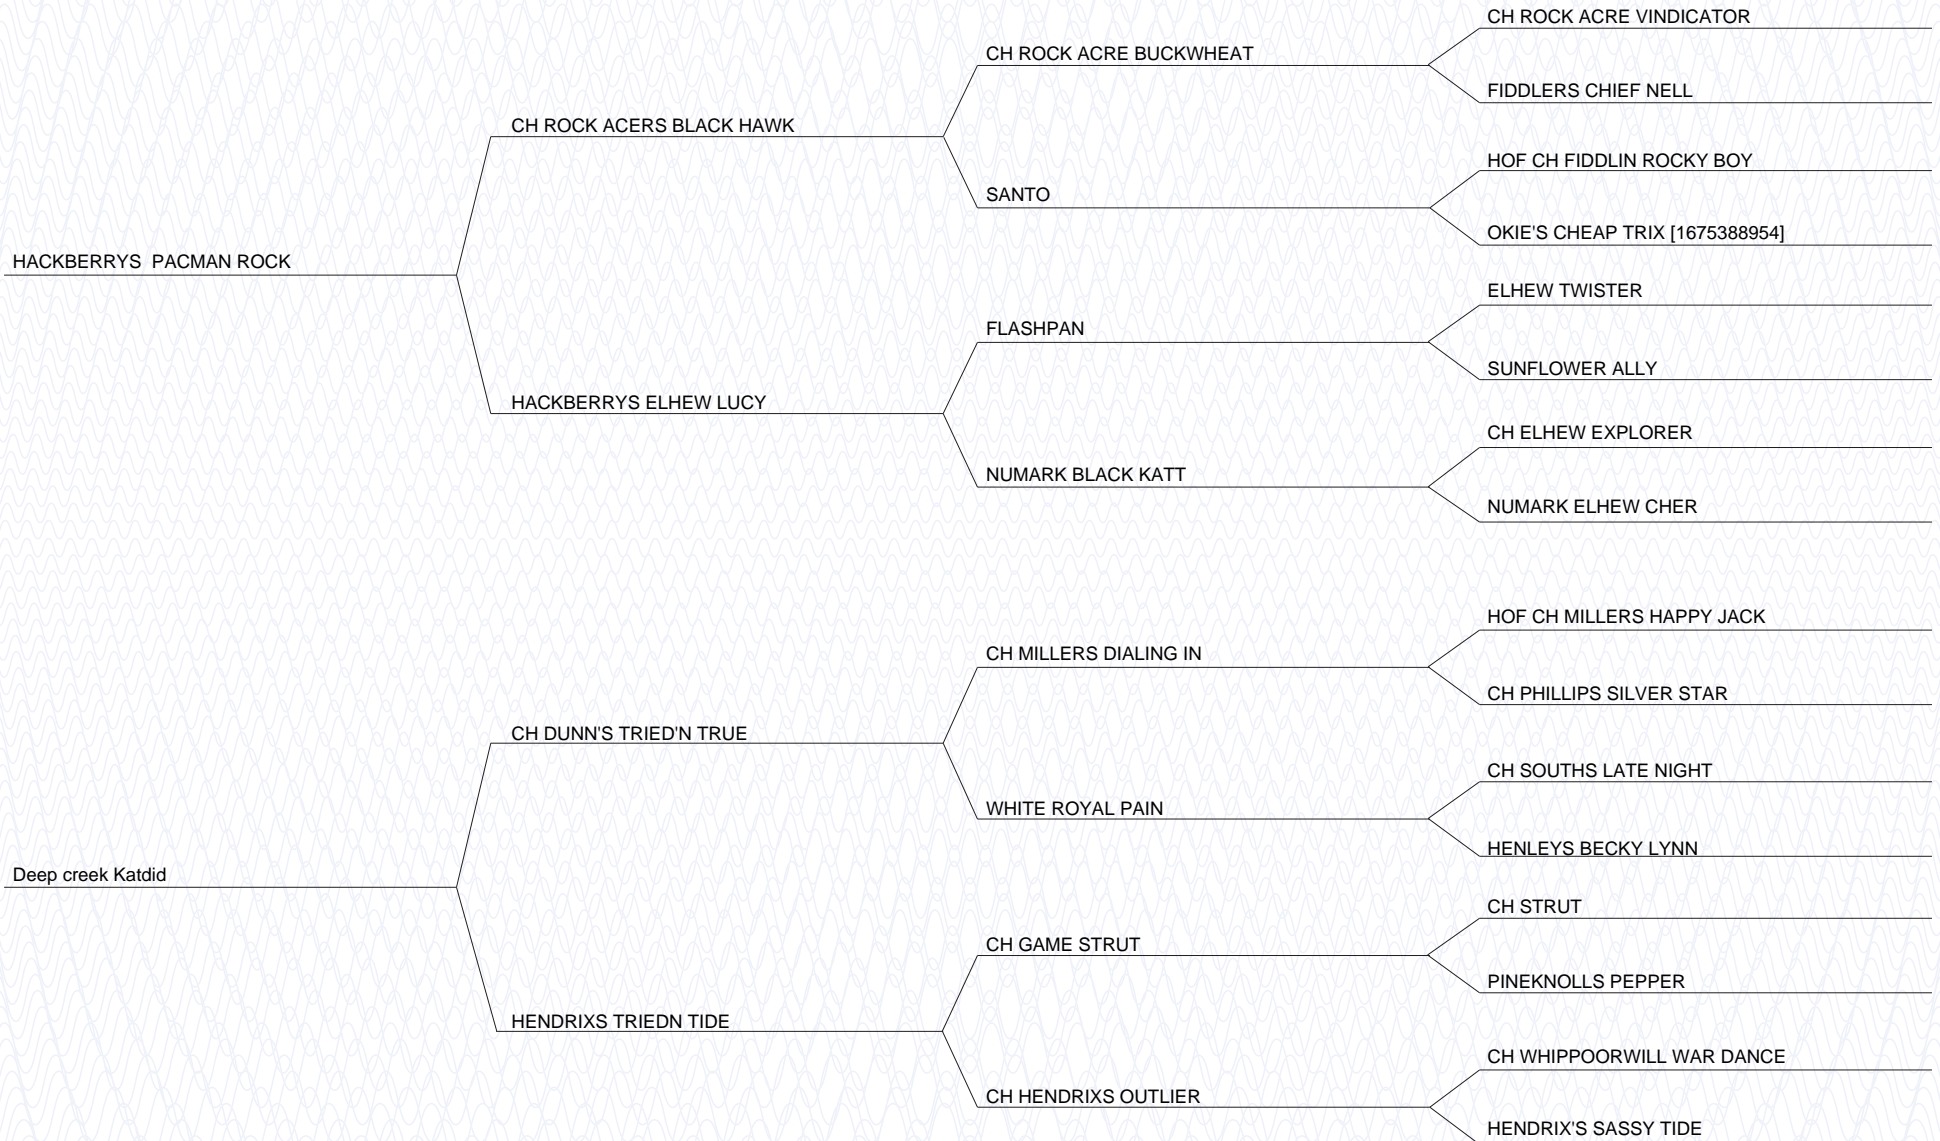 CH ROCK ACRE VINDICATOR
CH ROCK ACRE BUCKWHEAT
FIDDLERS CHIEF NELL
CH ROCK ACERS BLACK HAWK
HOF CH FIDDLIN ROCKY BOY
SANTO
OKIE'S CHEAP TRIX [1675388954]
HACKBERRYS  PACMAN ROCK
ELHEW TWISTER
FLASHPAN
SUNFLOWER ALLY
HACKBERRYS ELHEW LUCY
CH ELHEW EXPLORER
NUMARK BLACK KATT
NUMARK ELHEW CHER
HOF CH MILLERS HAPPY JACK
CH MILLERS DIALING IN
CH PHILLIPS SILVER STAR
CH DUNN'S TRIED'N TRUE
CH SOUTHS LATE NIGHT
WHITE ROYAL PAIN
HENLEYS BECKY LYNN
Deep creek Katdid
CH STRUT
CH GAME STRUT
PINEKNOLLS PEPPER
HENDRIXS TRIEDN TIDE
CH WHIPPOORWILL WAR DANCE
CH HENDRIXS OUTLIER
HENDRIX'S SASSY TIDE